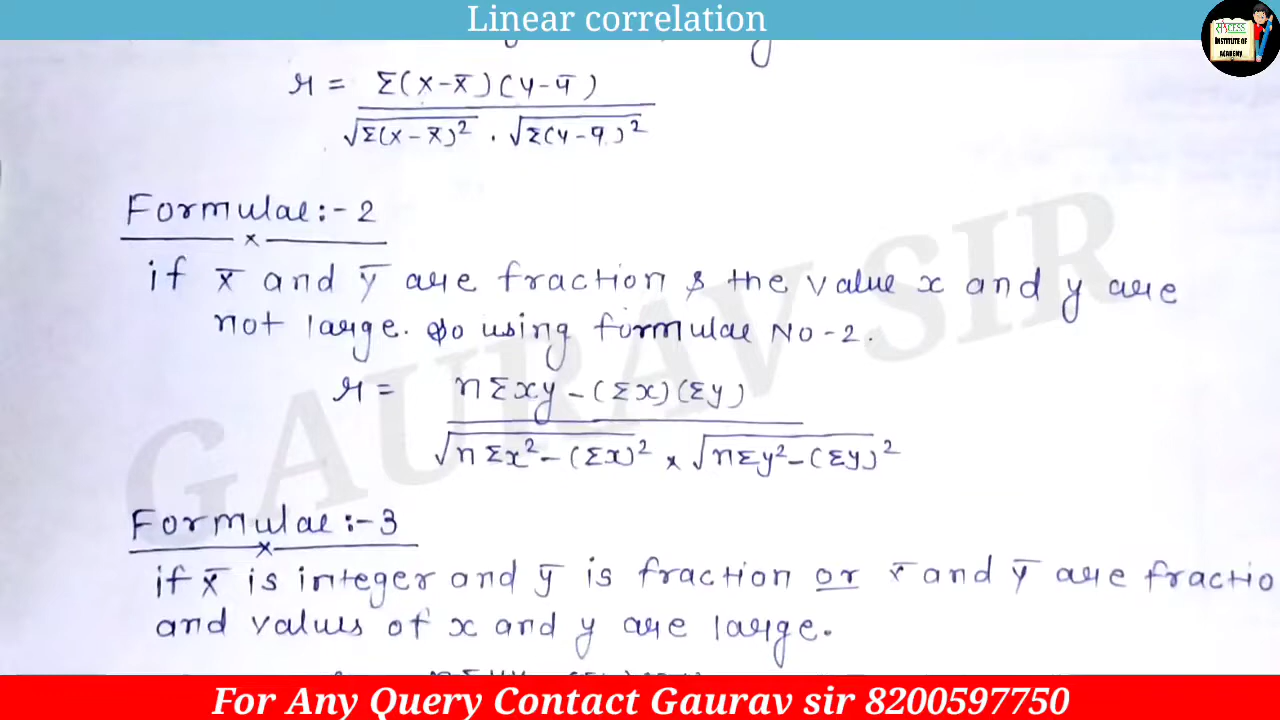 Linear correlation
INSTITUTE OF
ACADEMY
r = Σ(x-x̄)(y-ȳ)
√Σ(x-x̄)² . √Σ(y-ȳ)²
Formulae:-2
if x̄ and ȳ are fraction & the value x and y are
not large. So using formulae No-2.
r = nΣxy-(Σx)(Σy)
√nΣx²-(Σx)² × √nΣy²-(Σy)²
Formulae:-3
if x̄ is integer and ȳ is fraction or x̄ and ȳ are fractio
and values of x and y are large.
GAURAV SIR
For Any Query Contact Gaurav sir 8200597750